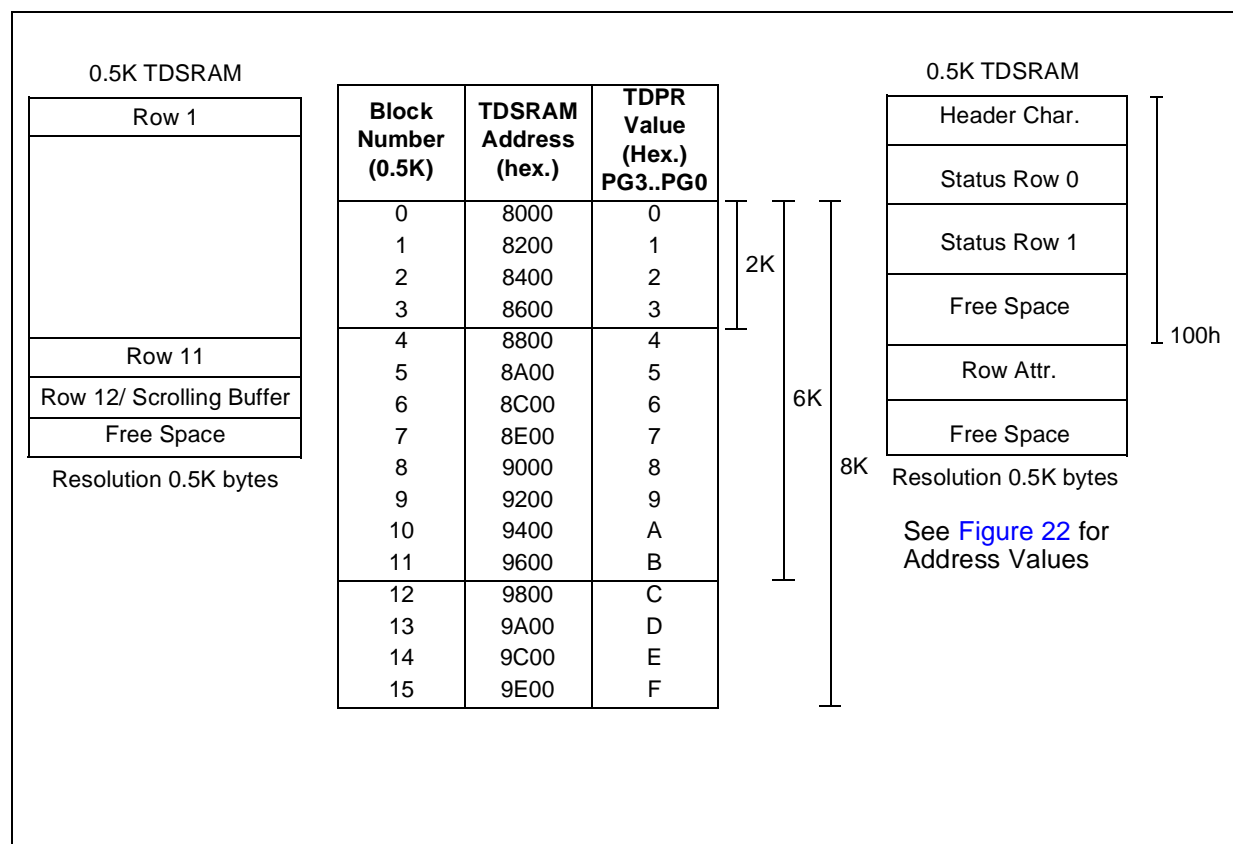 0.5K TDSRAM
Row 1
Row 11
Row 12/ Scrolling Buffer
Free Space
Resolution 0.5K bytes
Block Number (0.5K) TDSRAM Address (hex.) TDPR Value (Hex.) PG3..PG0
0 8000 0
1 8200 1
2 8400 2
3 8600 3
4 8800 4
5 8A00 5
6 8C00 6
7 8E00 7
8 9000 8
9 9200 9
10 9400 A
11 9600 B
12 9800 C
13 9A00 D
14 9C00 E
15 9E00 F
2K
6K
8K
0.5K TDSRAM
Header Char.
Status Row 0
Status Row 1
Free Space
Row Attr.
Free Space
100h
Resolution 0.5K bytes
See Figure 22 for
Address Values